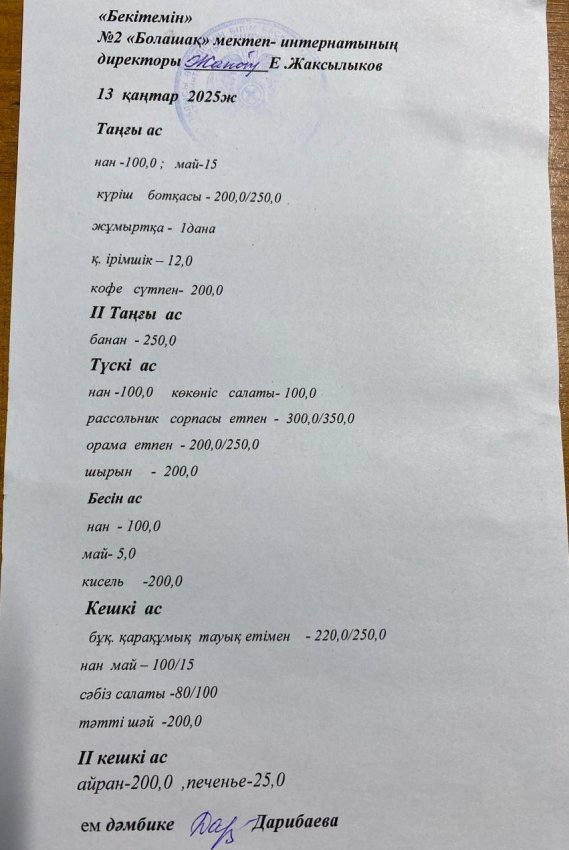 «Бекітемін»
№2 «Болашақ» мектеп- интернатының
директоры Е .Жаксылыков
13 қаңтар 2025ж
Таңғы ас
нан -100,0 ; май-15
күріш ботқасы - 200,0/250,0
жұмыртқа - 1дана
қ. ірімшік – 12,0
кофе сүтпен- 200,0
II Таңғы ас
банан - 250,0
Түскі ас
нан -100,0 көкөніс салаты- 100,0
рассольник сорпасы етпен - 300,0/350,0
орама етпен - 200,0/250,0
шырын - 200,0
Бесін ас
нан - 100,0
май- 5,0
кисель -200,0
Кешкі ас
бұқ. қарақұмық тауық етімен - 220,0/250,0
нан май – 100/15
сәбіз салаты -80/100
тәтті шәй -200,0
II кешкі ас
айран-200,0 ,печенье-25,0
ем дәмбике Дарибаева